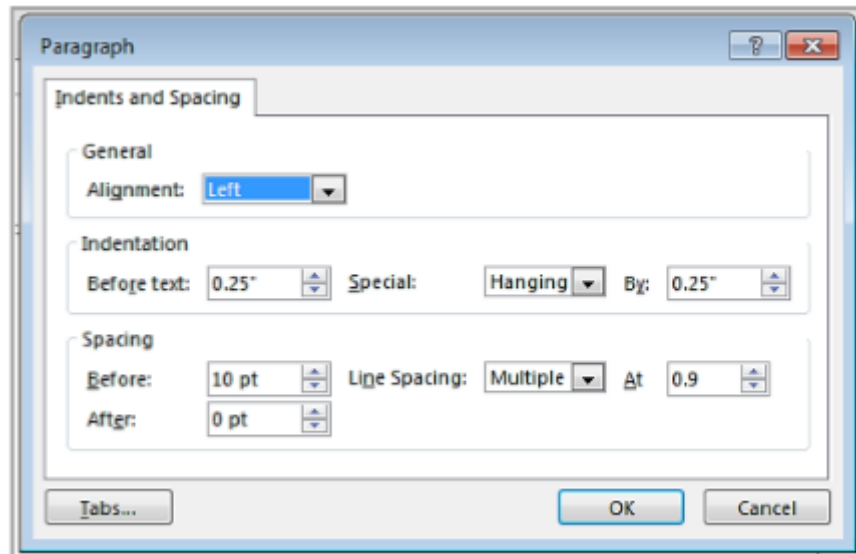 Paragraph
Indents and Spacing
General
Alignment: Left
Indentation
Before text: 0.25" Special: Hanging By: 0.25"
Spacing
Before: 10 pt Line Spacing: Multiple At 0.9
After: 0 pt
Tabs... OK Cancel